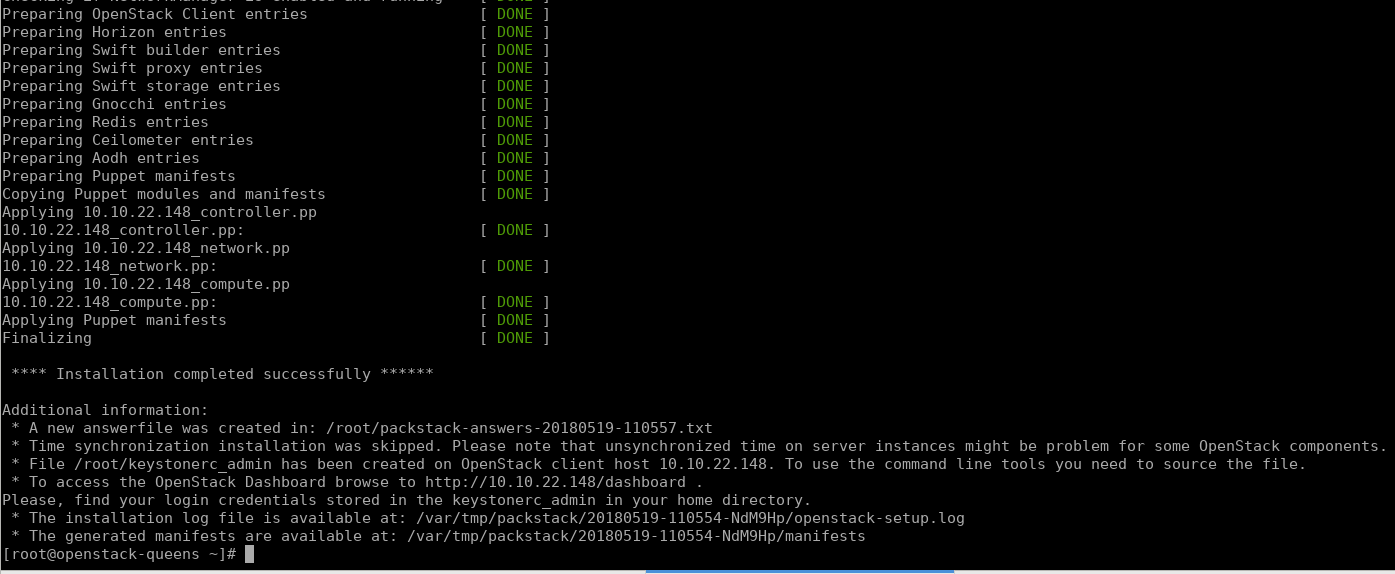 Checking if NetworkManager is enabled and running    [ DONE ]
Preparing OpenStack Client entries                   [ DONE ]
Preparing Horizon entries                            [ DONE ]
Preparing Swift builder entries                      [ DONE ]
Preparing Swift proxy entries                        [ DONE ]
Preparing Swift storage entries                      [ DONE ]
Preparing Gnocchi entries                            [ DONE ]
Preparing Redis entries                              [ DONE ]
Preparing Ceilometer entries                         [ DONE ]
Preparing Aodh entries                               [ DONE ]
Preparing Puppet manifests                           [ DONE ]
Copying Puppet modules and manifests                 [ DONE ]
Applying 10.10.22.148_controller.pp
10.10.22.148_controller.pp:                          [ DONE ]
Applying 10.10.22.148_network.pp
10.10.22.148_network.pp:                             [ DONE ]
Applying 10.10.22.148_compute.pp
10.10.22.148_compute.pp:                             [ DONE ]
Applying Puppet manifests                            [ DONE ]
Finalizing                                           [ DONE ]
**** Installation completed successfully ******
Additional information:
* A new answerfile was created in: /root/packstack-answers-20180519-110557.txt
* Time synchronization installation was skipped. Please note that unsynchronized time on server instances might be problem for some OpenStack components.
* File /root/keystonerc_admin has been created on OpenStack client host 10.10.22.148. To use the command line tools you need to source the file.
* To access the OpenStack Dashboard browse to http://10.10.22.148/dashboard .
Please, find your login credentials stored in the keystonerc_admin in your home directory.
* The installation log file is available at: /var/tmp/packstack/20180519-110554-NdM9Hp/openstack-setup.log
* The generated manifests are available at: /var/tmp/packstack/20180519-110554-NdM9Hp/manifests
[root@openstack-queens ~]#